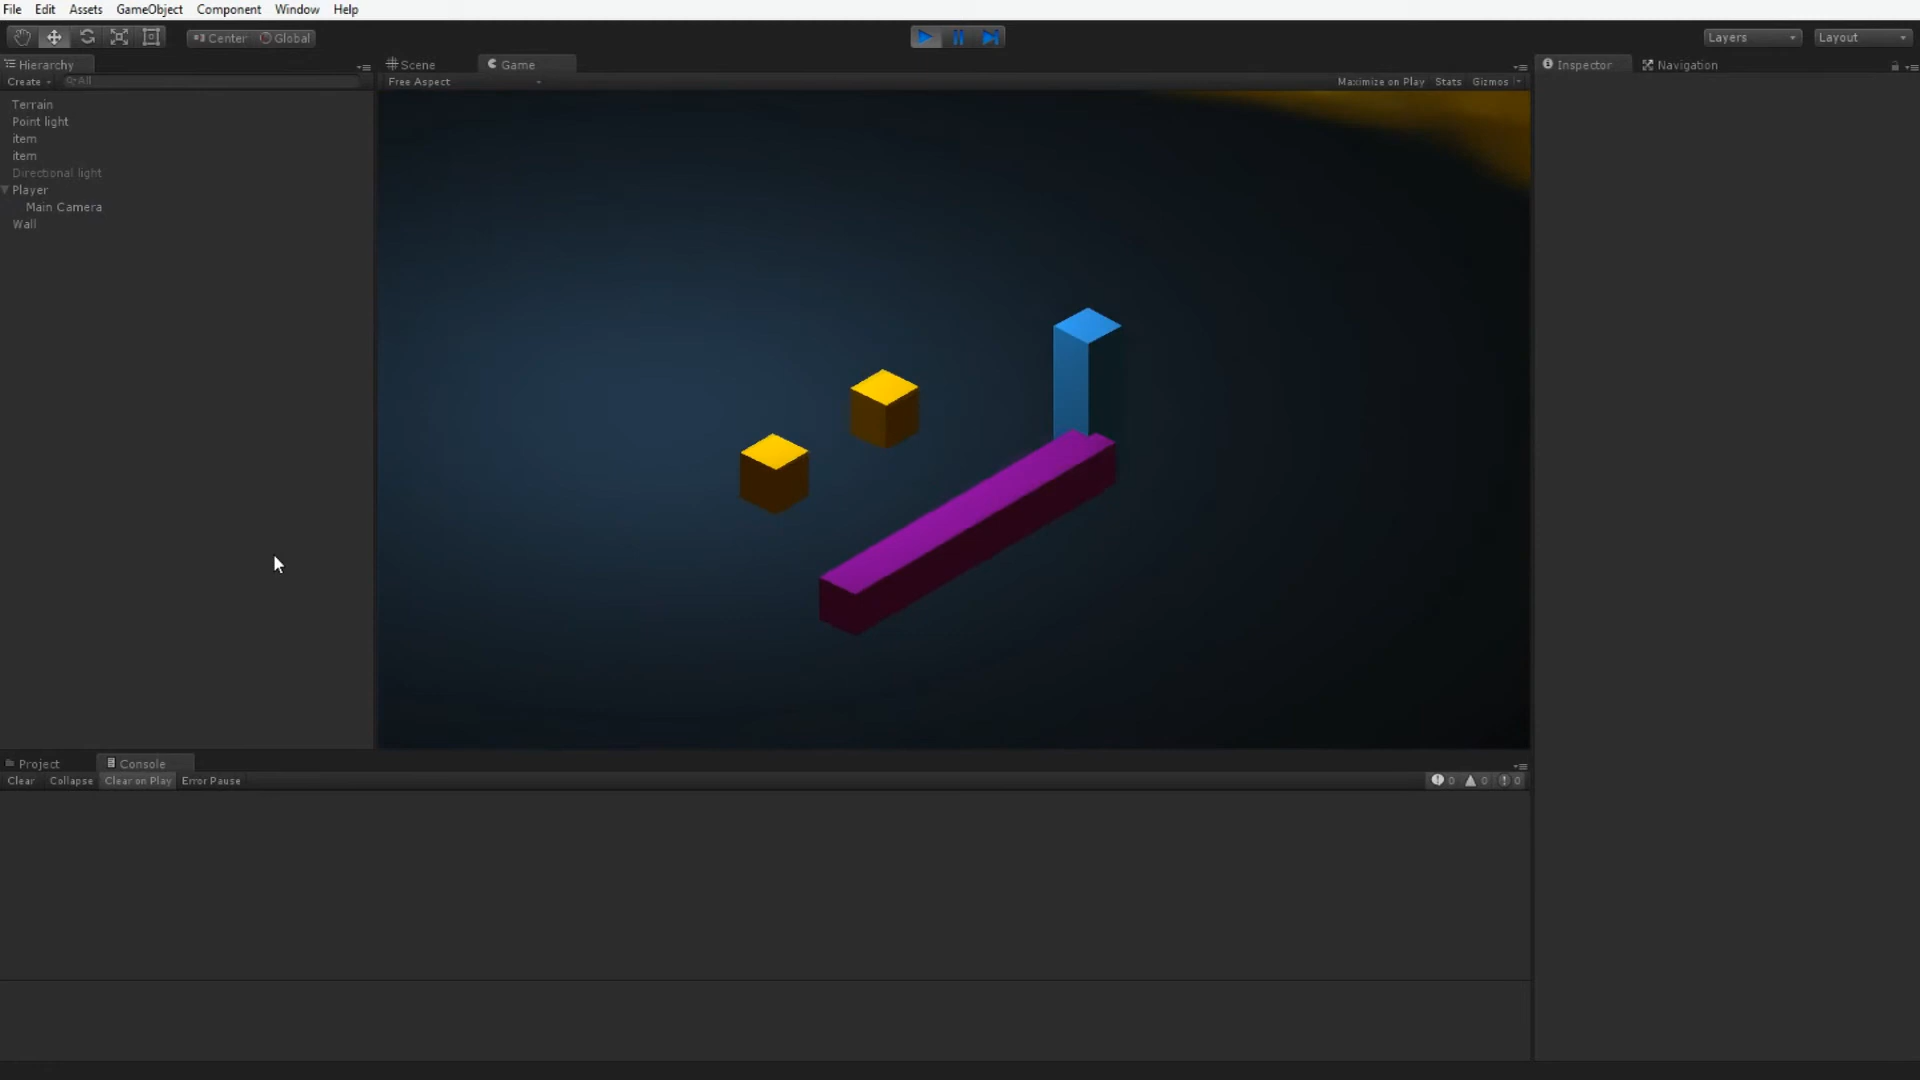 File Edit Assets GameObject Component Window Help
Center Global
Layers Layout
Hierarchy
Scene Game
Inspector Navigation
Create All
Free Aspect
Maximize on Play Stats Gizmos
Terrain
Point light
item
item
Directional light
Player
Main Camera
Wall
Project Console
Clear Collapse Clear on Play Error Pause
0 0 0